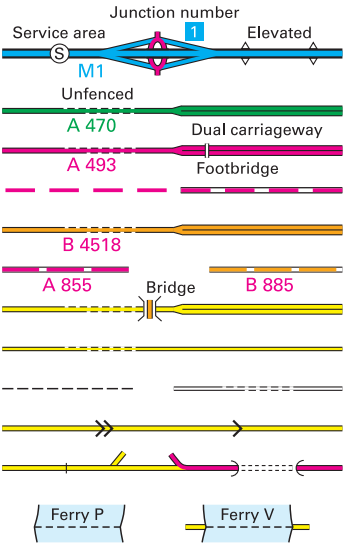 Junction number
Service area
1
Elevated
S
M1
Unfenced
A 470
Dual carriageway
A 493
Footbridge
B 4518
A 855
Bridge
B 885
Ferry P
Ferry V